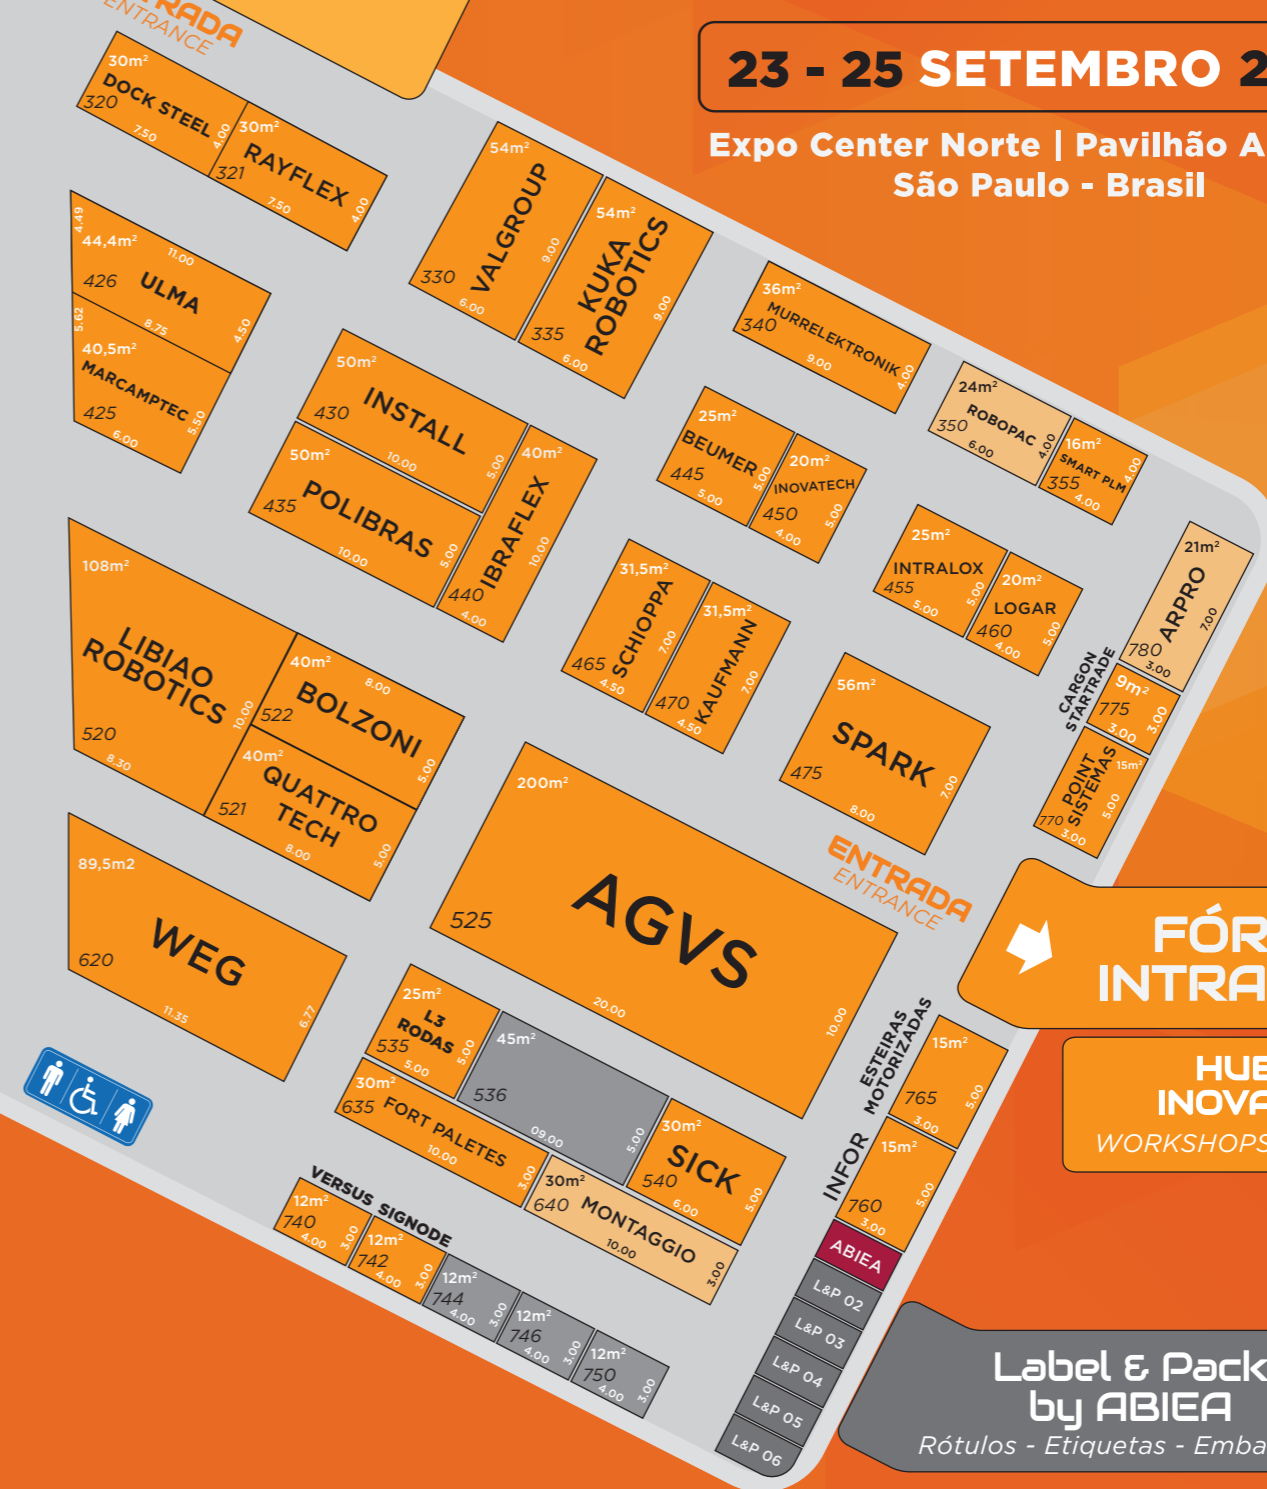 ENTRANCE
23 - 25 SETEMBRO
Expo Center Norte | Pavilhão A
São Paulo - Brasil
30m²
DOCK STEEL
320
7.50
4.00
30m²
RAYFLEX
321
7.50
4.00
54m²
VALGROUP
330
6.00
9.00
54m²
KUKA
ROBOTICS
335
6.00
9.00
36m²
MURRELEKTRONIK
340
9.00
4.00
24m²
ROBOPAC
350
6.00
4.00
16m²
SMART PLM
355
4.00
4.00
4.49
44,4m²
11.00
426
ULMA
8.75
4.50
5.62
40,5m²
MARCAMPTEC
425
6.00
5.50
50m²
INSTALL
430
10.00
5.00
50m²
POLIBRAS
435
10.00
5.00
40m²
IBRAFLEX
440
4.00
10.00
25m²
BEUMER
445
5.00
5.00
20m²
INOVATECH
450
4.00
5.00
25m²
INTRALOX
455
5.00
5.00
20m²
LOGAR
460
4.00
5.00
21m²
ARPRO
780
3.00
7.00
CARGON
STARTRADE
9m²
775
3.00
3.00
POINT
SISTEMAS
15m²
770
3.00
5.00
31,5m²
SCHIOPPA
465
4.50
7.00
31,5m²
KAUFMANN
470
4.50
7.00
56m²
SPARK
475
8.00
7.00
108m²
LIBIAO
ROBOTICS
520
8.30
10.00
40m²
8.00
BOLZONI
522
5.00
40m²
QUATTRO
TECH
521
8.00
5.00
200m²
AGVS
525
20.00
10.00
ENTRADA
ENTRANCE
89,5m2
WEG
620
11.35
6.77
25m²
L3
RODAS
535
5.00
5.00
45m²
536
09.00
5.00
30m²
SICK
540
6.00
5.00
30m²
635
FORT PALETES
10.00
3.00
30m²
640
MONTAGGIO
10.00
3.00
VERSUS SIGNODE
12m²
740
4.00
3.00
12m²
742
4.00
3.00
12m²
744
4.00
3.00
12m²
746
4.00
3.00
12m²
750
4.00
3.00
ESTEIRAS
MOTORIZADAS
15m²
765
3.00
5.00
INFOR
15m²
760
3.00
5.00
ABIEA
L&P 02
L&P 03
L&P 04
L&P 05
L&P 06
WORKSHOPS
Label & Pack
by ABIEA
Rótulos - Etiquetas -